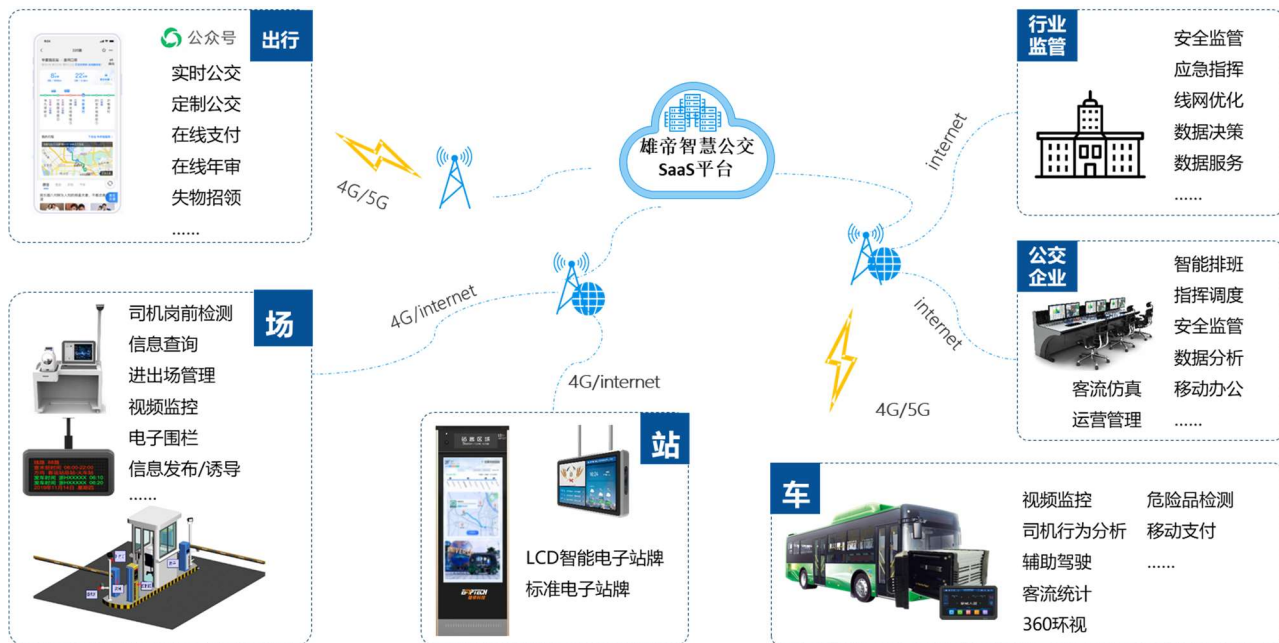 公众号
出行
实时公交
定制公交
在线支付
在线年审
失物招领
......
4G/5G
雄帝智慧公交
SaaS平台
internet
行业
监管
安全监管
应急指挥
线网优化
数据决策
数据服务
......
场
司机岗前检测
信息查询
进出场管理
视频监控
电子围栏
信息发布/诱导
......
4G/internet
4G/internet
站
LCD智能电子站牌
标准电子站牌
internet
4G/5G
公交
企业
智能排班
指挥调度
安全监管
数据分析
客流仿真
移动办公
运营管理
......
车
视频监控
危险品检测
司机行为分析
移动支付
辅助驾驶
......
客流统计
360环视